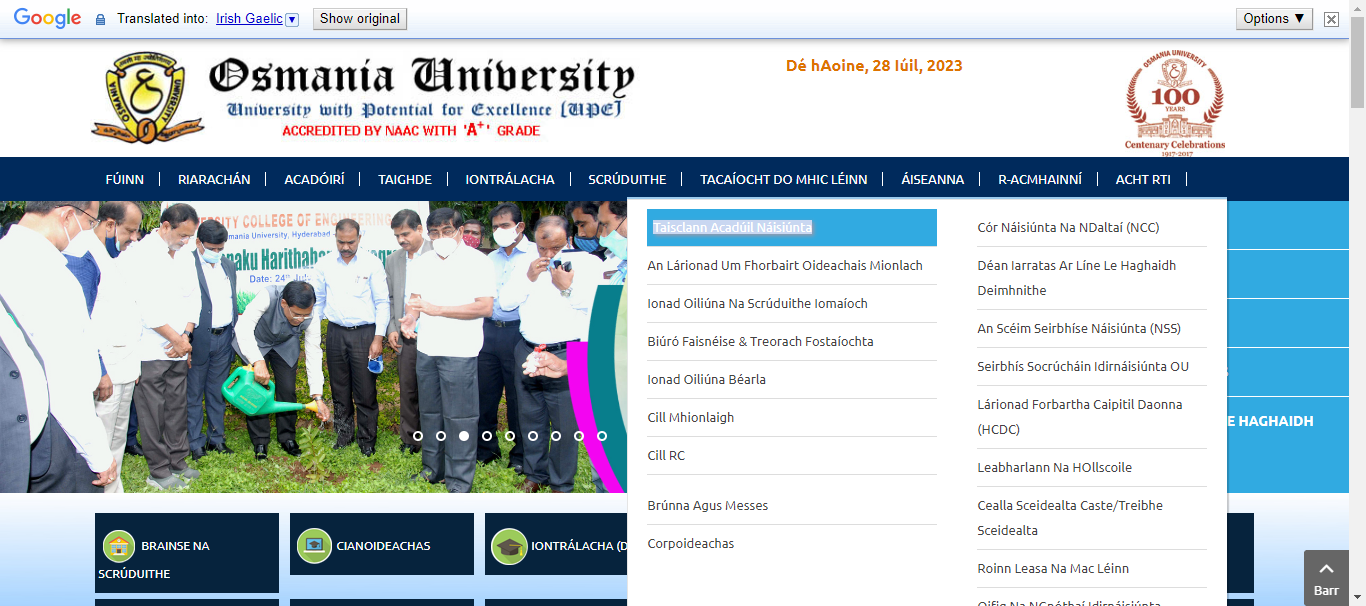 Google Translated into: Irish Gaelic Show original Options ▼
Osmania University
University with Potential for Excellence [UPE]
ACCREDITED BY NAAC WITH 'A+' GRADE
Dé hAoine, 28 Iúil, 2023
OSMANIA UNIVERSITY
100
YEARS
Centenary Celebrations
1917-2017
FÚINN RIARACHÁN ACADÓIRÍ TAIGHDE IONTRÁLACHA SCRÚDUITHE TACAÍOCHT DO MHIC LÉINN ÁISEANNA R-ACMHAINNÍ ACHT RTI
Taisclann Acadúil Náisiúnta
An Lárionad Um Fhorbairt Oideachais Mionlach
Ionad Oiliúna Na Scrúduithe Iomaíoch
Biúró Faisnéise & Treorach Fostaíochta
Ionad Oiliúna Béarla
Cill Mhionlaigh
Cill RC
Brúnna Agus Messes
Corpoideachas
Cór Náisiúnta Na NDaltaí (NCC)
Déan Iarratas Ar Líne Le Haghaidh
Deimhnithe
An Scéim Seirbhíse Náisiúnta (NSS)
Seirbhís Socrúcháin Idirnáisiúnta OU
Lárionad Forbartha Caipitil Daonna
(HCDC)
Leabharlann Na HOllscoile
Cealla Sceidealta Caste/Treibhe
Sceidealta
Roinn Leasa Na Mac Léinn
Oifig Na NGnóthaí Idirnáisiúnta
E HAGHAIDH
VERSITY COLLEGE OF ENGINEERING
mania University, Hyderabad
Date: 24th July
BRAINSE NA
SCRÚDUITHE
CIANOIDEACHAS
IONTRÁLACHA (D
Barr